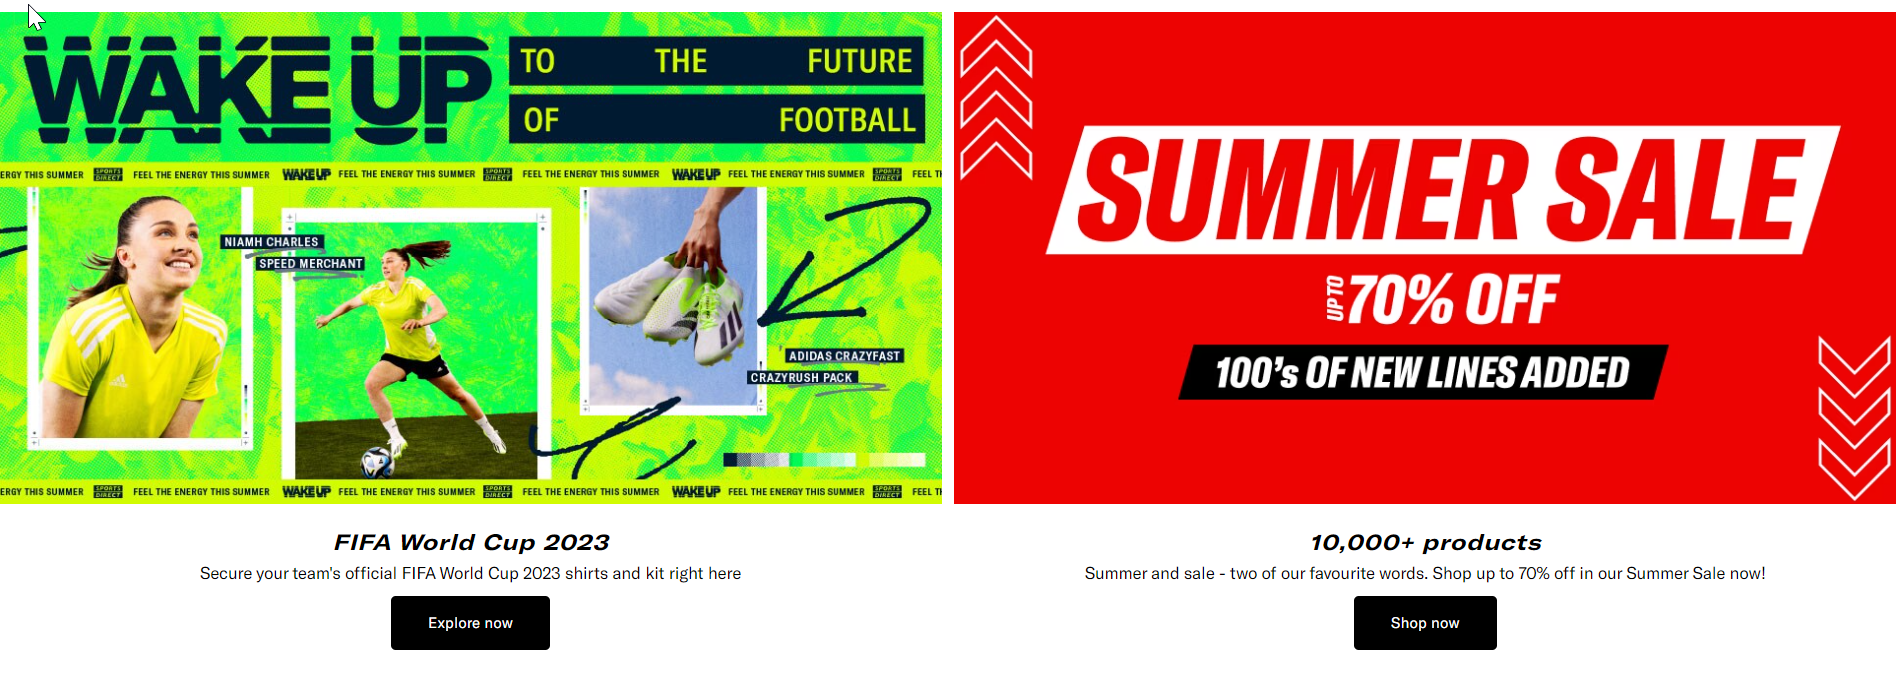 WAKE UP
TO THE FUTURE
OF FOOTBALL
ERGY THIS SUMMER SPORTS DIRECT FEEL THE ENERGY THIS SUMMER WAKE UP FEEL THE ENERGY THIS SUMMER SPORTS DIRECT FEEL THE ENERGY THIS SUMMER WAKE UP FEEL THE ENERGY THIS SUMMER SPORTS DIRECT FEEL T
NIAMH CHARLES
SPEED MERCHANT
ADIDAS CRAZYFAST
CRAZYRUSH PACK
ERGY THIS SUMMER SPORTS DIRECT FEEL THE ENERGY THIS SUMMER WAKE UP FEEL THE ENERGY THIS SUMMER SPORTS DIRECT FEEL THE ENERGY THIS SUMMER WAKE UP FEEL THE ENERGY THIS SUMMER SPORTS DIRECT FEEL T
FIFA World Cup 2023
Secure your team's official FIFA World Cup 2023 shirts and kit right here
Explore now
SUMMER SALE
UP TO 70% OFF
100's OF NEW LINES ADDED
10,000+ products
Summer and sale - two of our favourite words. Shop up to 70% off in our Summer Sale now!
Shop now